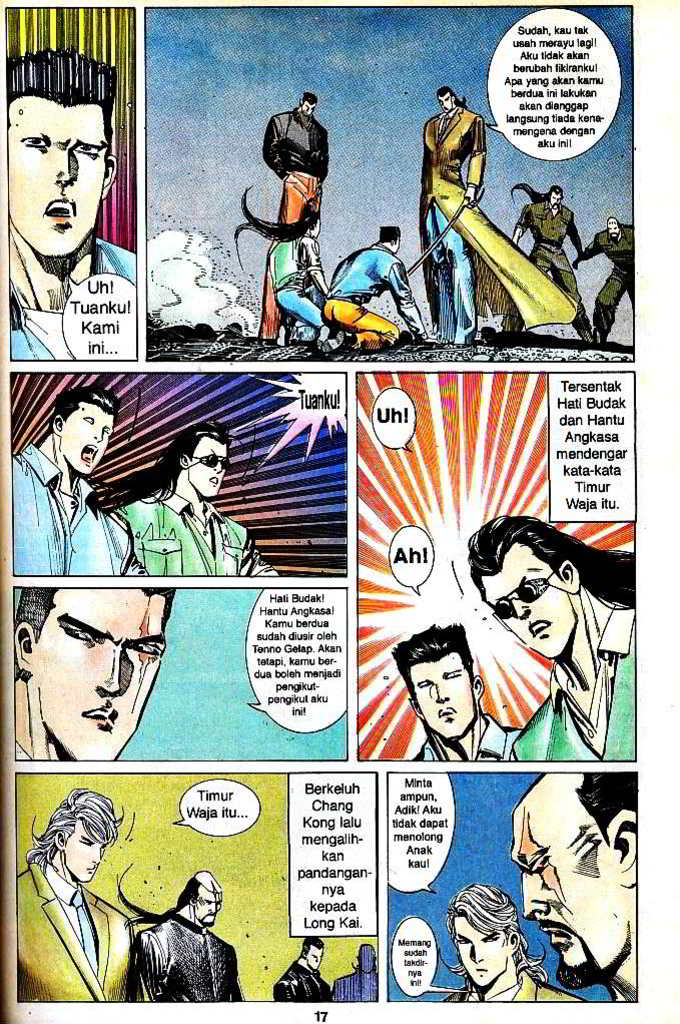 Uh!
Tuanku!
Kami
ini...
Sudah, kau tak
usah merayu lagi!
Aku tidak akan
berubah fikiranku!
Apa yang akan kamu
berdua ini lakukan
akan dianggap
langsung tiada kena-
mengena dengan
aku ini!
Tuanku!
Uh!
Ah!
Tersentak
Hati Budak
dan Hantu
Angkasa
mendengar
kata-kata
Timur
Waja itu.
Hati Budak!
Hantu Angkasa!
Kamu berdua
sudah diusir oleh
Tenno Gelap. Akan
tetapi, kamu ber-
dua boleh menjadi
pengikut-
pengikut aku
ini!
Timur
Waja itu...
Berkeluh
Chang
Kong lalu
mengalih-
kan
pandangan-
nya
kepada
Long Kai.
Minta
ampun,
Adik! Aku
tidak dapat
menolong
Anak
kau!
Memang
sudah
takdir-
nya
ini!
17